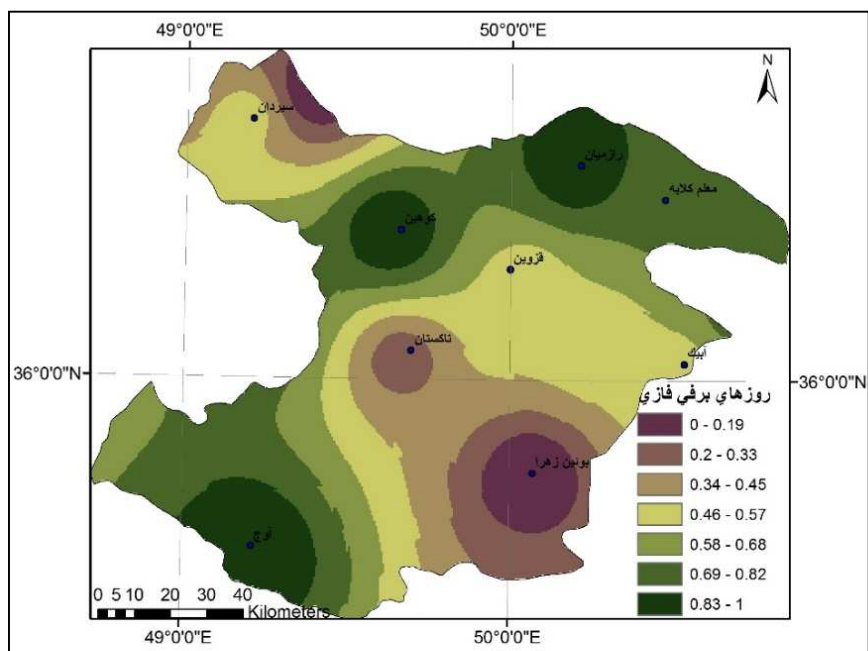 49°0'0"E 50°0'0"E
N
سیردان
رازمیان
معلم کلایه
کوهین
قزوین
تاکستان
آبیک
36°0'0"N 36°0'0"N
روزهاي برفي فازي
0 - 0.19
0.2 - 0.33
بوئین زهرا
0.34 - 0.45
0.46 - 0.57
0.58 - 0.68
آوج
0.69 - 0.82
0.83 - 1
0 5 10 20 30 40
Kilometers
49°0'0"E 50°0'0"E